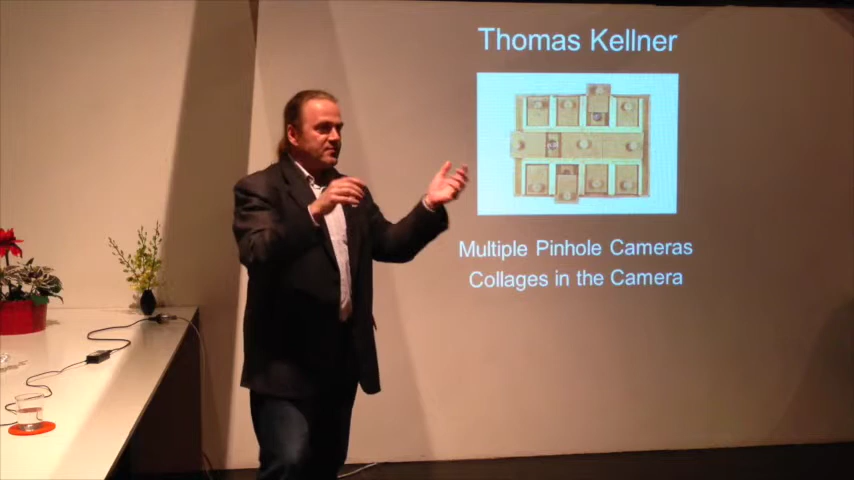 Thomas Kellner
Multiple Pinhole Cameras
Collages in the Camera